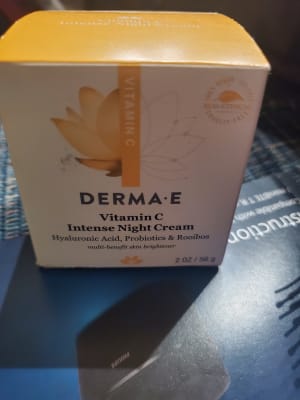 VITAMIN C
DERMA·E
Vitamin C
Intense Night Cream
Hyaluronic Acid, Probiotics & Rooibos
multi-benefit skin brightener
2 OZ / 56 g